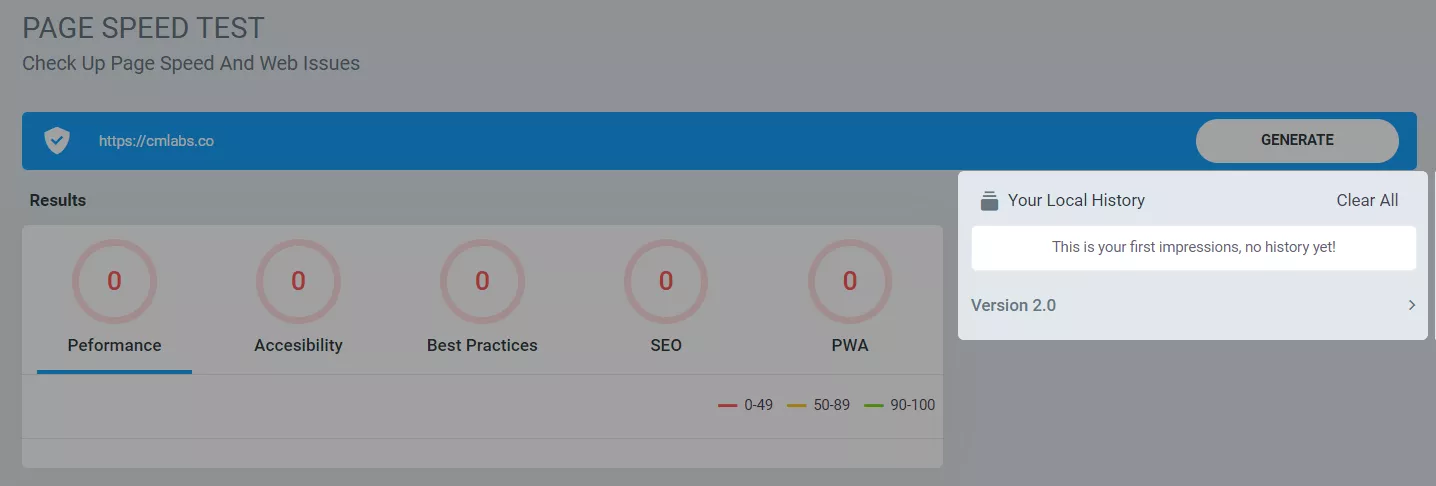 PAGE SPEED TEST
Check Up Page Speed And Web Issues
https://cmlabs.co
GENERATE
Results
0
0
0
0
0
Peformance
Accesibility
Best Practices
SEO
PWA
0-49
50-89
90-100
Your Local History
Clear All
This is your first impressions, no history yet!
Version 2.0